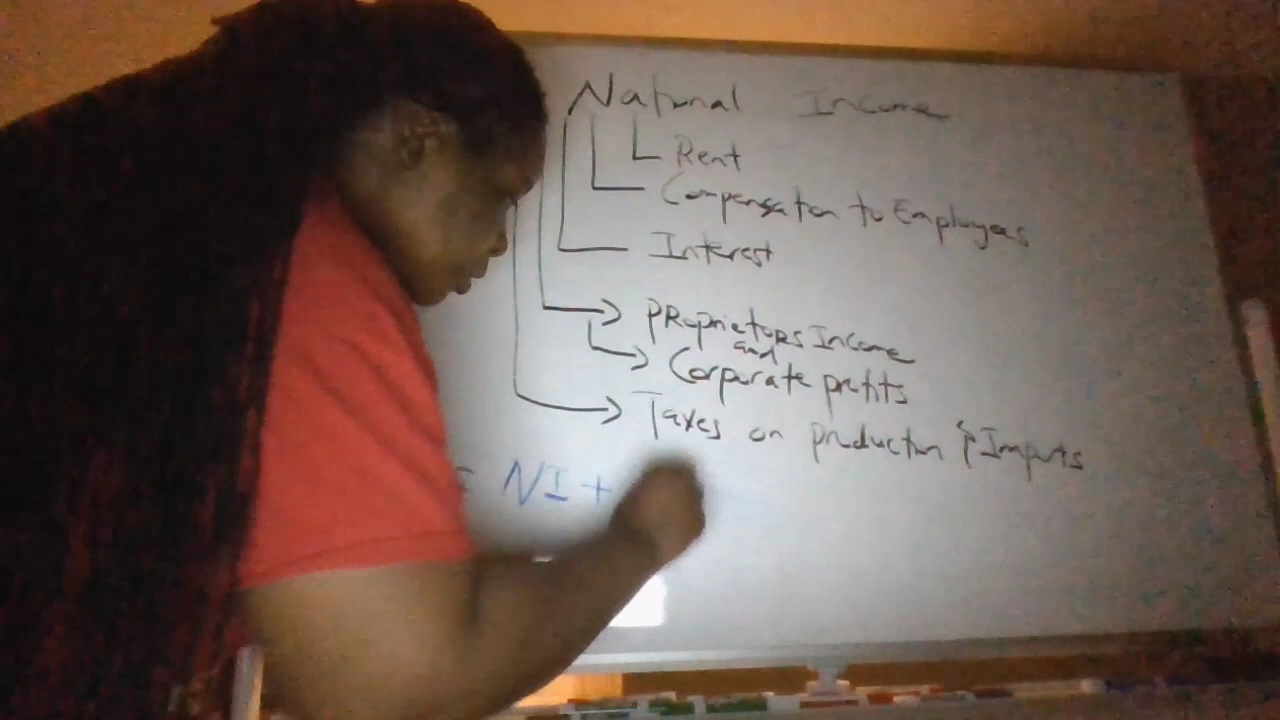 National Income
Rent
Compensation to Employees
Interest
PRoprietoRs Income
and
Corporate profits
Taxes on production & Imports
= NI +